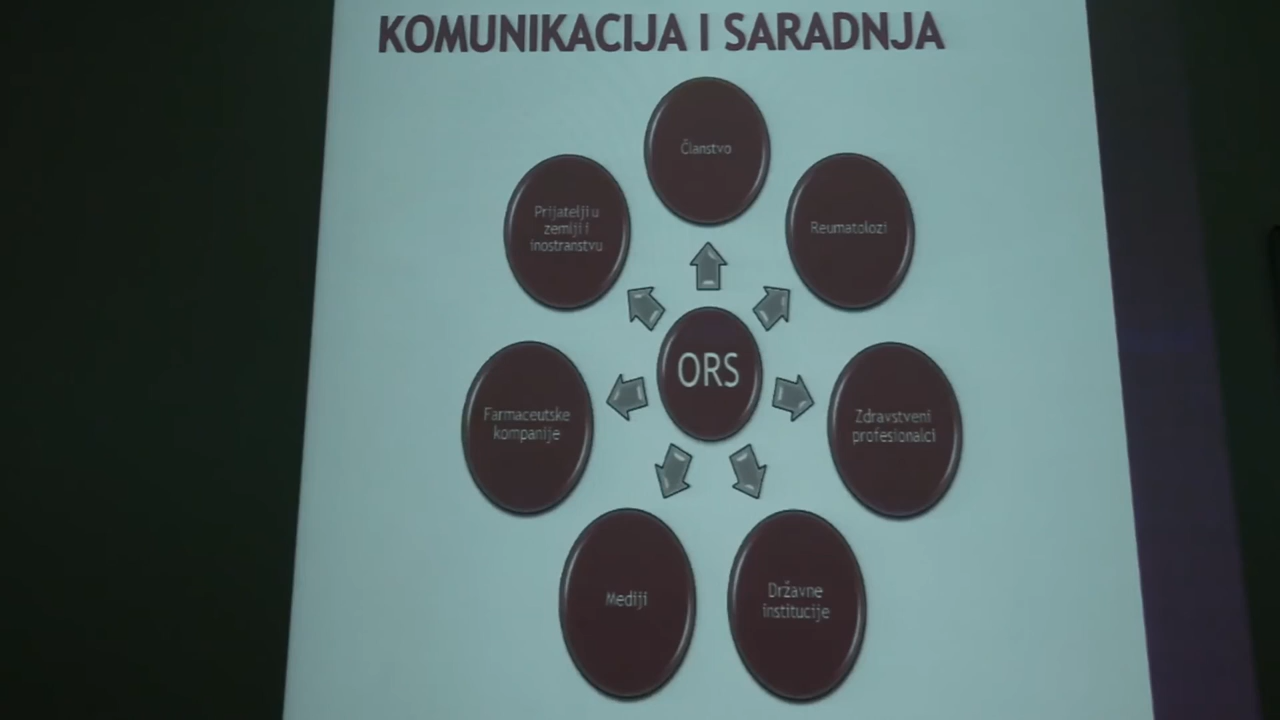 KOMUNIKACIJA I SARADNJA
Članstvo
Reumatolozi
Zdravstveni
profesionalci
Državne
institucije
Mediji
Farmaceutske
kompanije
Prijatelji u
zemlji i
inostranstvu
ORS